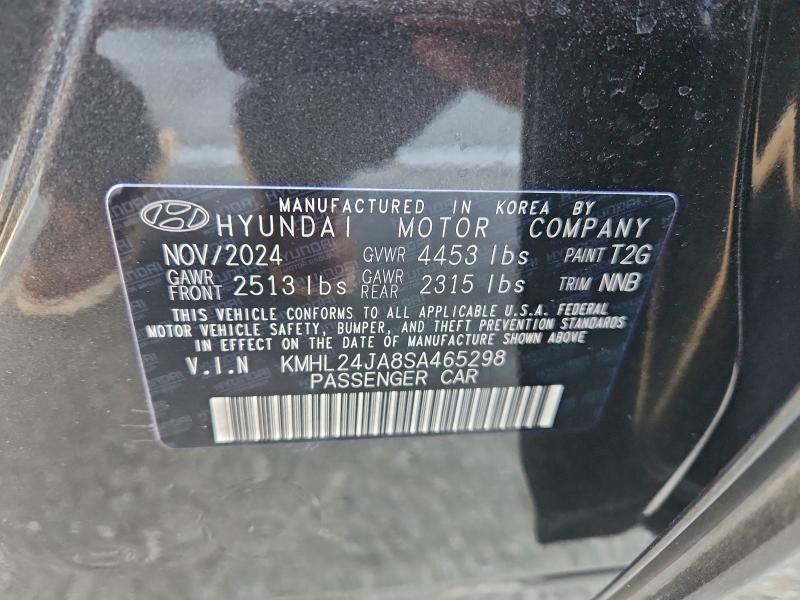 MANUFACTURED IN KOREA BY
HYUNDAI MOTOR COMPANY
NOV/2024 GVWR 4453 lbs PAINT T2G
GAWR FRONT 2513 lbs GAWR REAR 2315 lbs TRIM NNB
THIS VEHICLE CONFORMS TO ALL APPLICABLE U.S.A. FEDERAL
MOTOR VEHICLE SAFETY, BUMPER, AND THEFT PREVENTION STANDARDS
IN EFFECT ON THE DATE OF MANUFACTURE SHOWN ABOVE
V.I.N KMHL24JA8SA465298
PASSENGER CAR